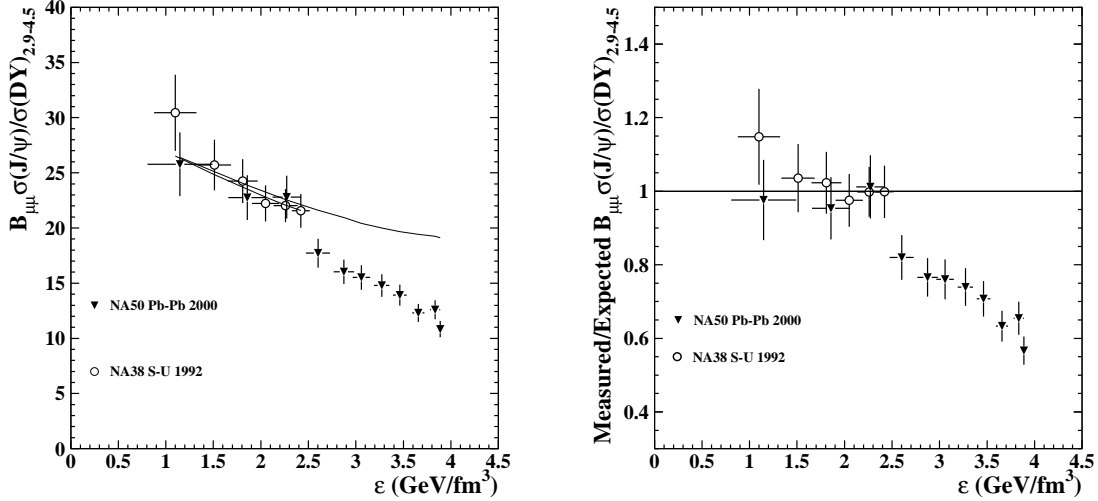 B_μμσ(J/ψ)/σ(DY)_2.9-4.5
40
35
30
25
20
15
10
5
0
NA50 Pb-Pb 2000
NA38 S-U 1992
0 0.5 1 1.5 2 2.5 3 3.5 4 4.5
ε (GeV/fm³)
Measured/Expected B_μμσ(J/ψ)/σ(DY)_2.9-4.5
1.4
1.2
1
0.8
0.6
0.4
NA50 Pb-Pb 2000
NA38 S-U 1992
0 0.5 1 1.5 2 2.5 3 3.5 4 4.5
ε (GeV/fm³)